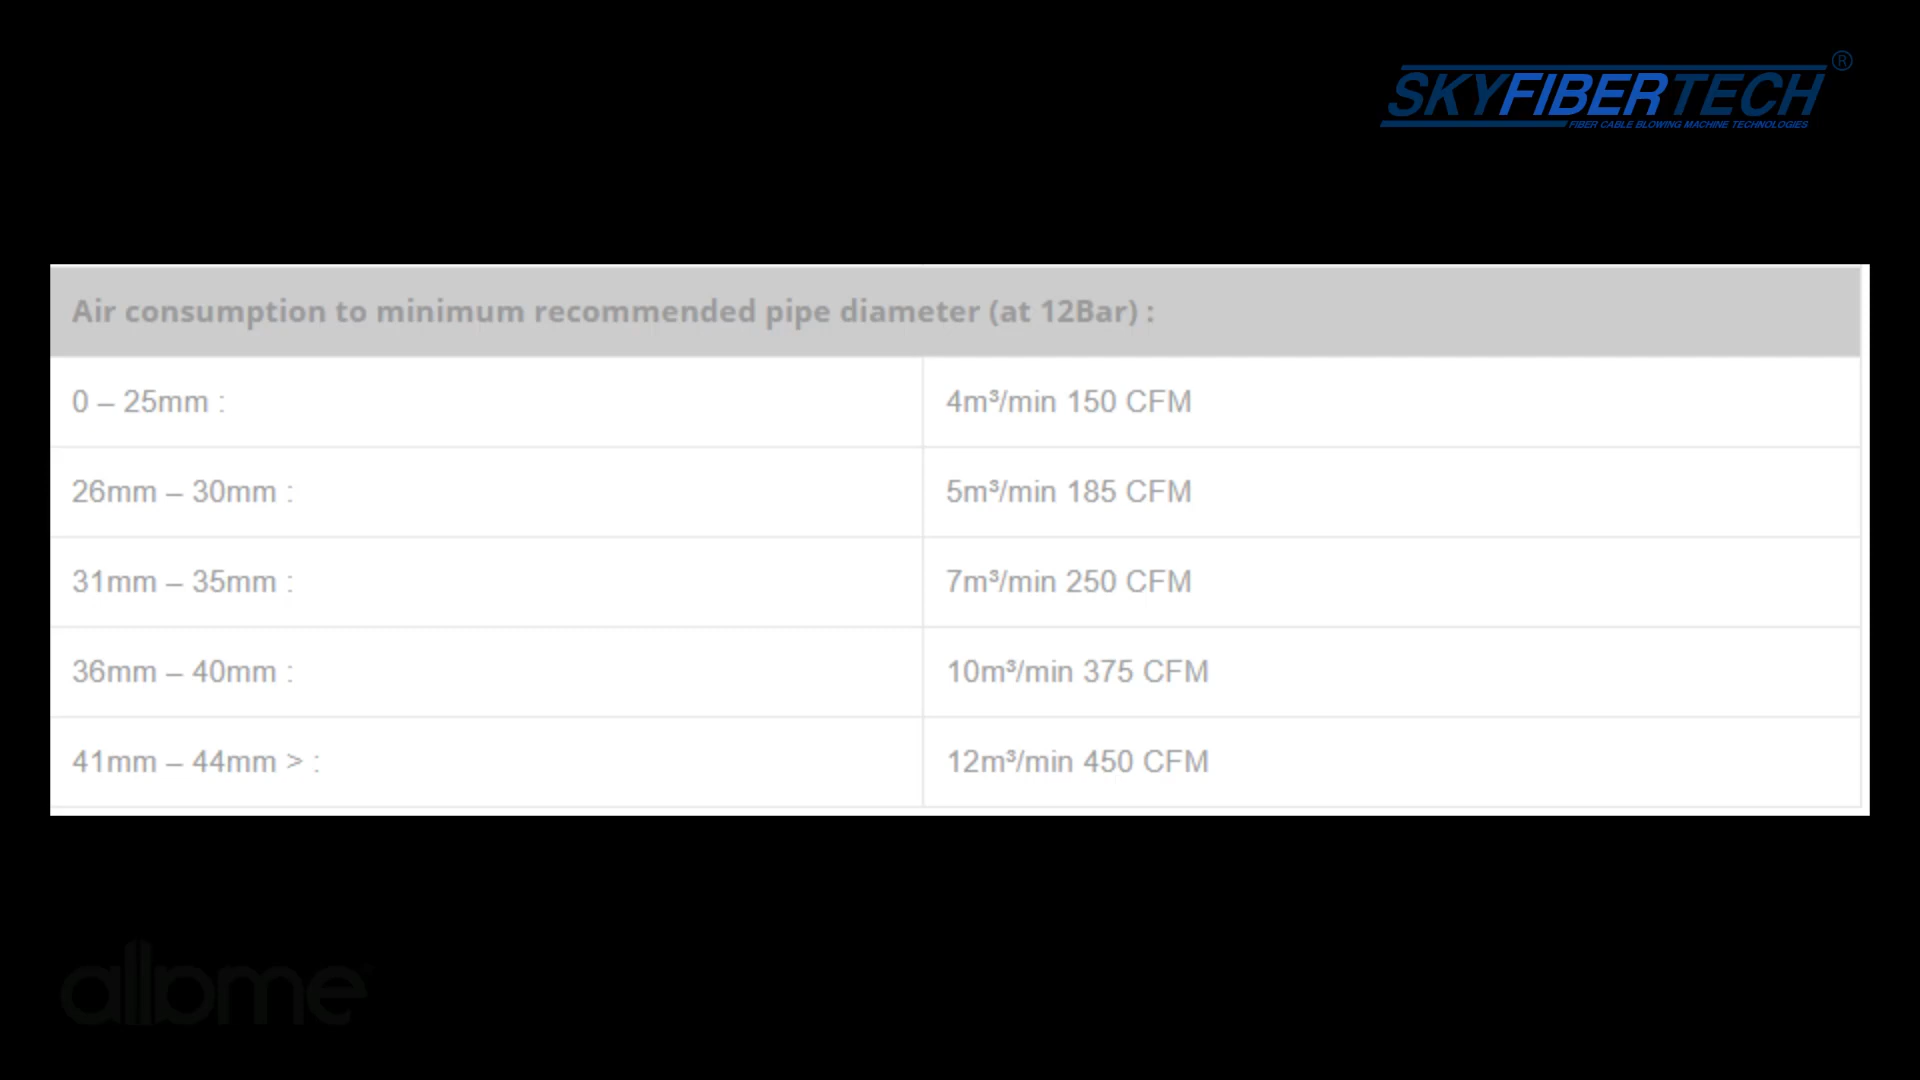 SKYFIBERTECH®
FIBER CABLE BLOWING MACHINE TECHNOLOGIES
Air consumption to minimum recommended pipe diameter (at 12Bar) :
0 – 25mm : 4m³/min 150 CFM
26mm – 30mm : 5m³/min 185 CFM
31mm – 35mm : 7m³/min 250 CFM
36mm – 40mm : 10m³/min 375 CFM
41mm – 44mm > : 12m³/min 450 CFM